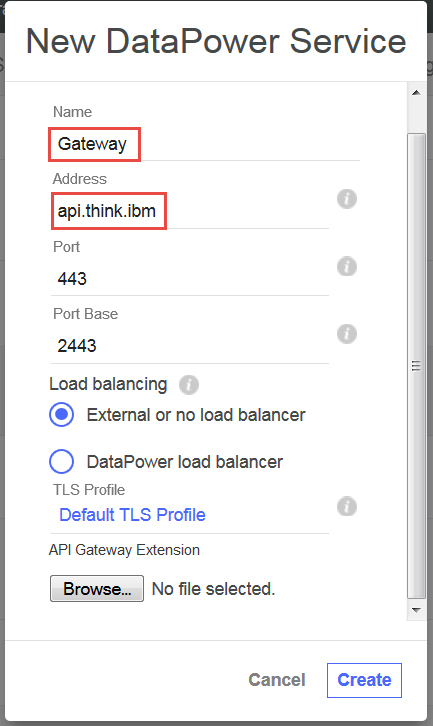 New DataPower Service
Name
Gateway
Address
api.think.ibm
Port
443
Port Base
2443
Load balancing
External or no load balancer
DataPower load balancer
TLS Profile
Default TLS Profile
API Gateway Extension
Browse... No file selected.
Cancel Create